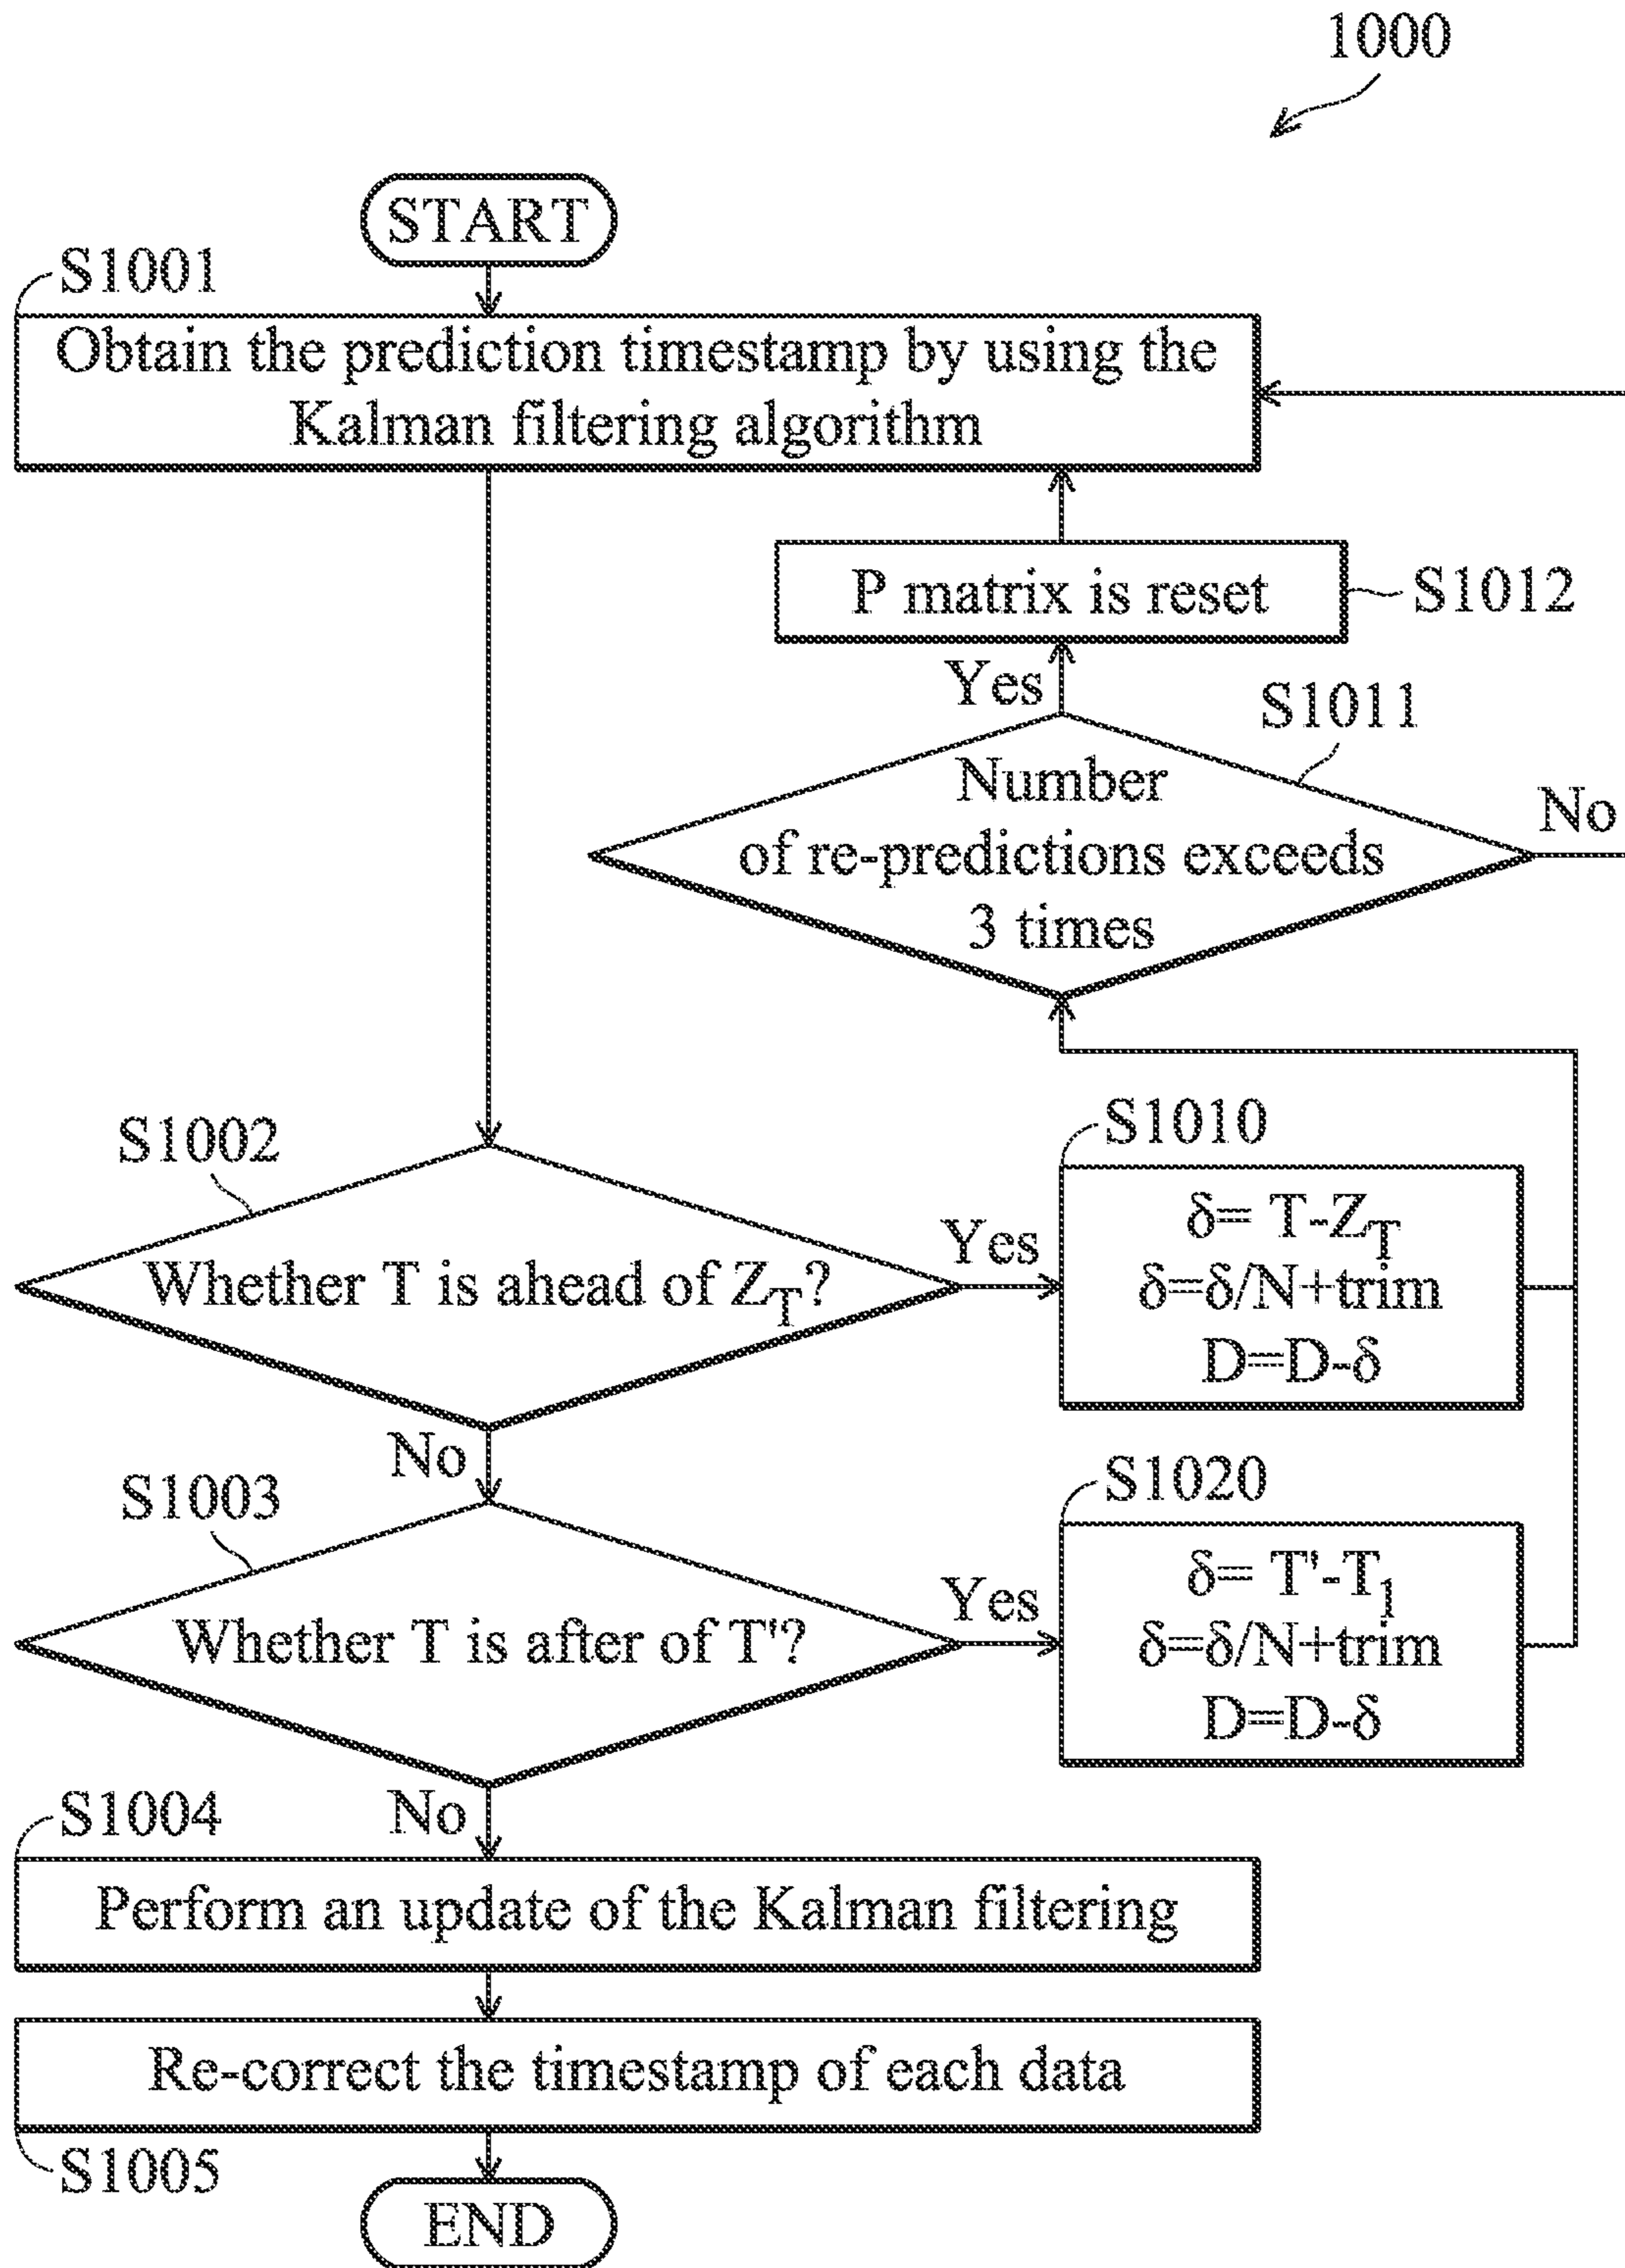 1000
START
S1001
Obtain the prediction timestamp by using the
Kalman filtering algorithm
P matrix is reset
S1012
Yes
S1011
Number
of re-predictions exceeds
3 times
No
S1002
Whether T is ahead of Z_T?
Yes
S1010
δ= T-Z_T
δ=δ/N+trim
D=D-δ
No
S1003
Whether T is after of T'?
Yes
S1020
δ= T'-T_1
δ=δ/N+trim
D=D-δ
No
S1004
Perform an update of the Kalman filtering
Re-correct the timestamp of each data
S1005
END